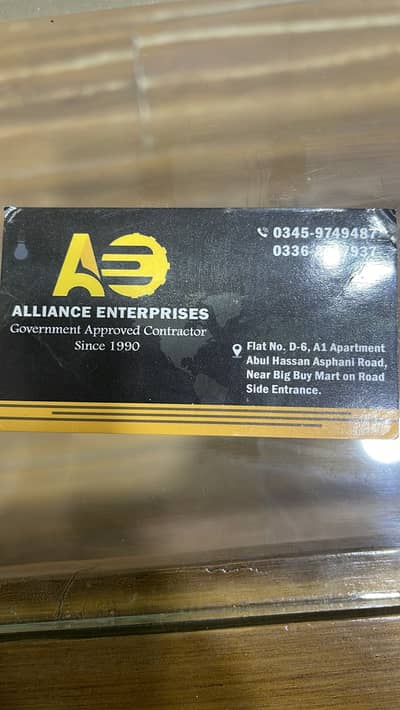 AE
ALLIANCE ENTERPRISES
Government Approved Contractor
Since 1990
0345-9749487
Flat No. D-6, A1 Apartment
Abul Hassan Asphani Road,
Near Big Buy Mart on Road
Side Entrance.